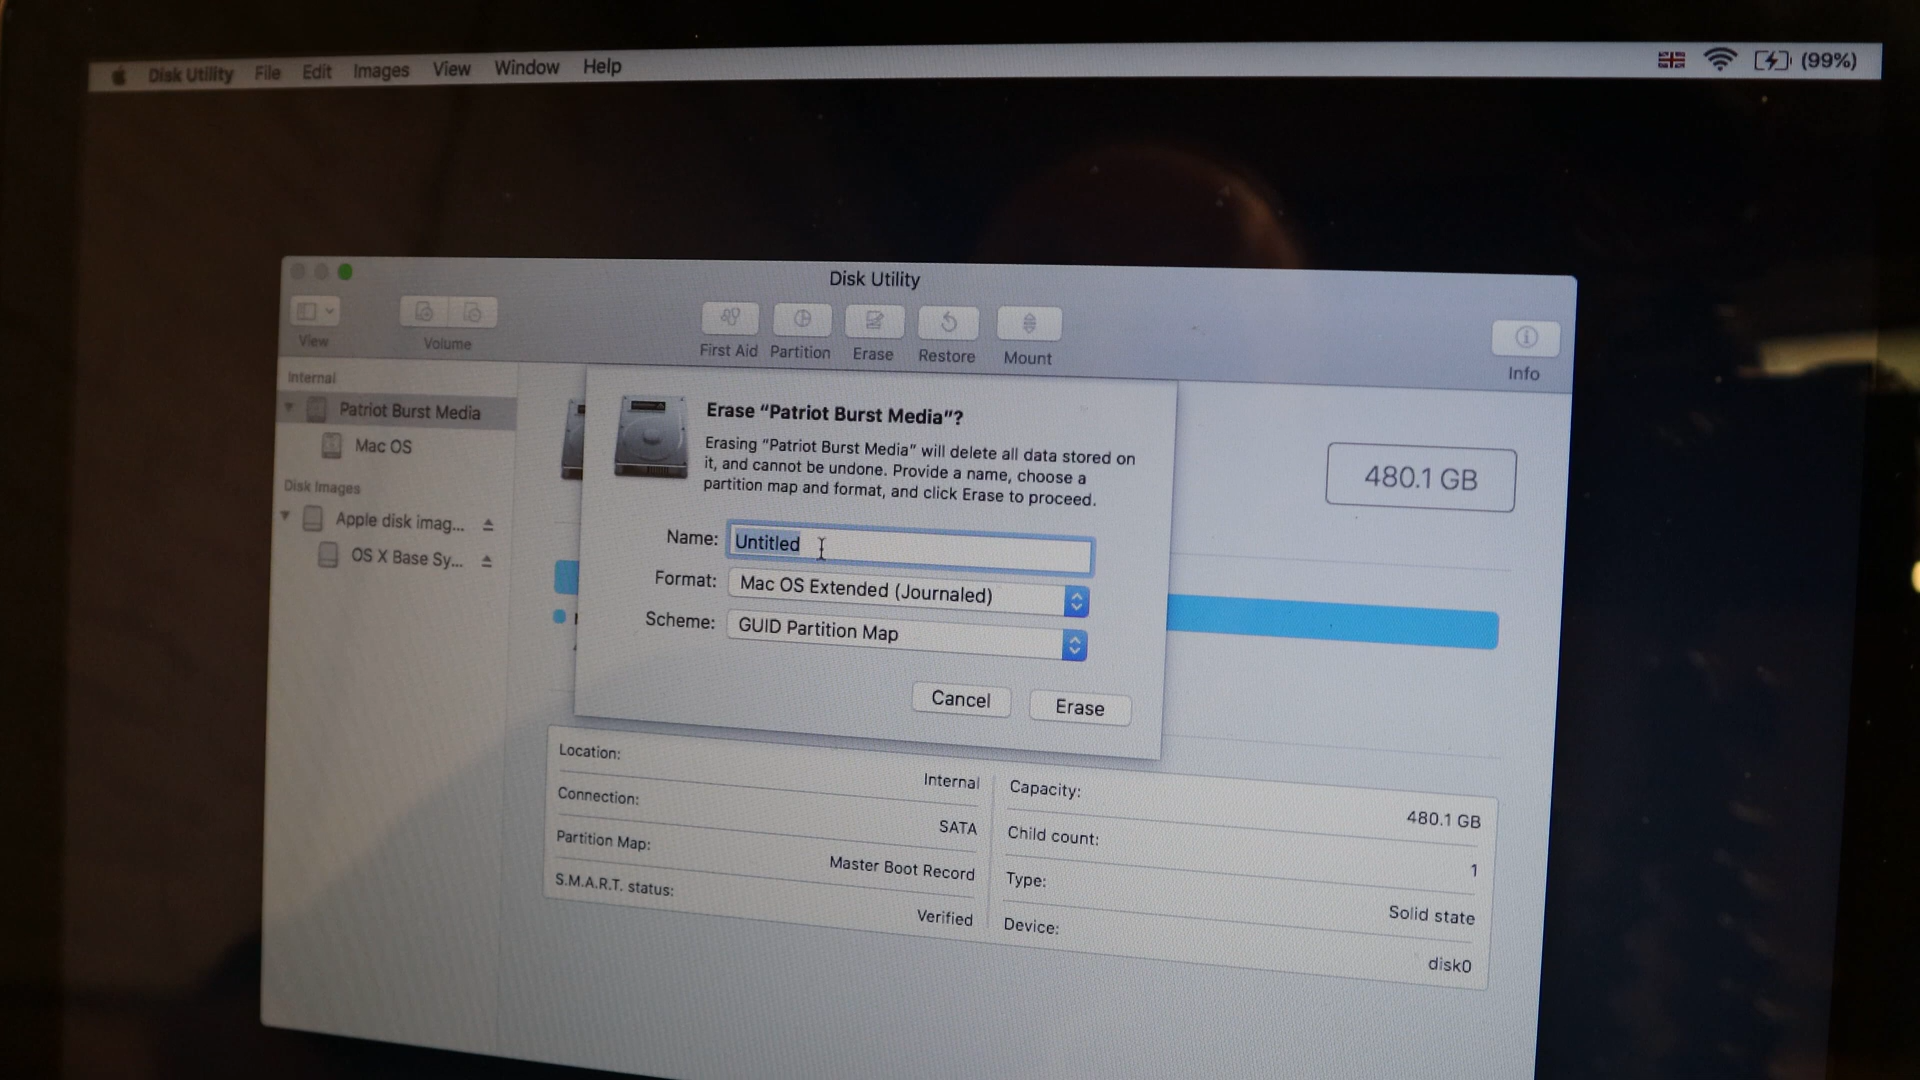 Disk Utility File Edit Images View Window Help (99%)
Disk Utility
View Volume First Aid Partition Erase Restore Mount Info
Internal
Patriot Burst Media
Mac OS
Disk Images
Apple disk imag...
OS X Base Sy...
Erase “Patriot Burst Media”?
Erasing “Patriot Burst Media” will delete all data stored on
it, and cannot be undone. Provide a name, choose a
partition map and format, and click Erase to proceed.
Name: Untitled
Format: Mac OS Extended (Journaled)
Scheme: GUID Partition Map
Cancel Erase
480.1 GB
Location: Internal
Connection: SATA
Partition Map: Master Boot Record
S.M.A.R.T. status: Verified
Capacity: 480.1 GB
Child count: 1
Type: Solid state
Device: disk0